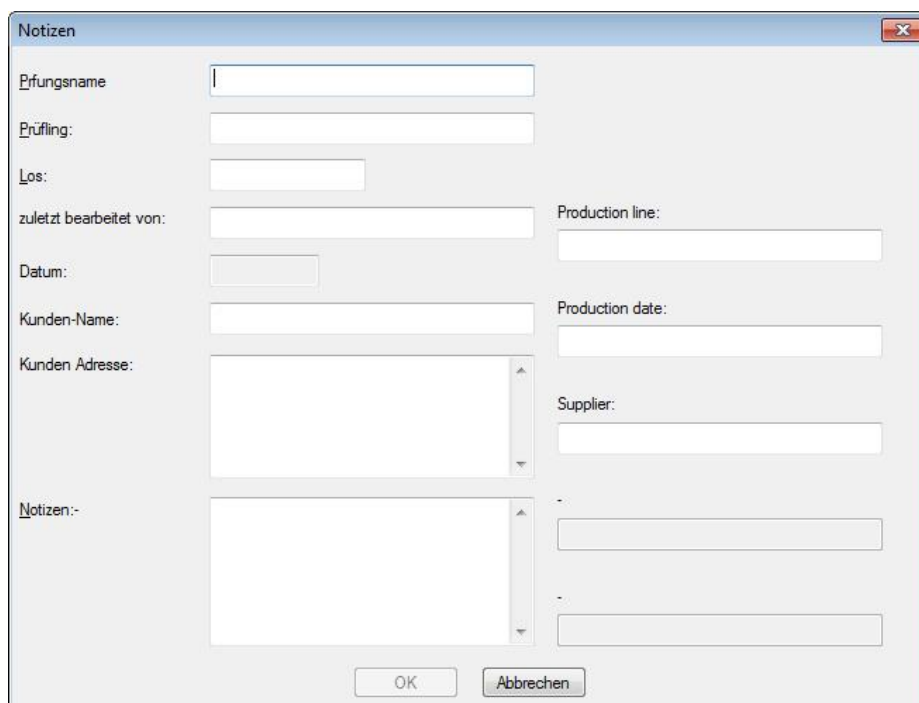 Notizen
Prfungsname
Prüfling:
Los:
zuletzt bearbeitet von:
Datum:
Kunden-Name:
Kunden Adresse:
Notizen:-
Production line:
Production date:
Supplier:
-
-
OK
Abbrechen